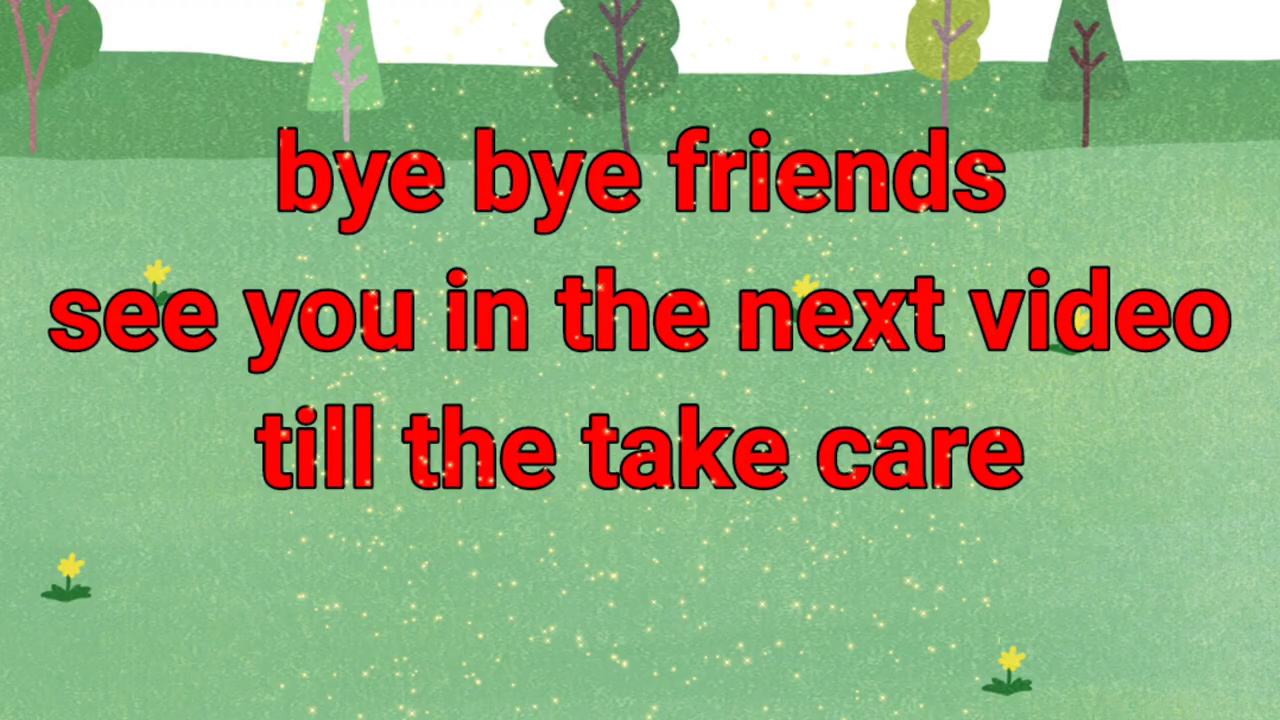 bye bye friends
see you in the next video
till the take care